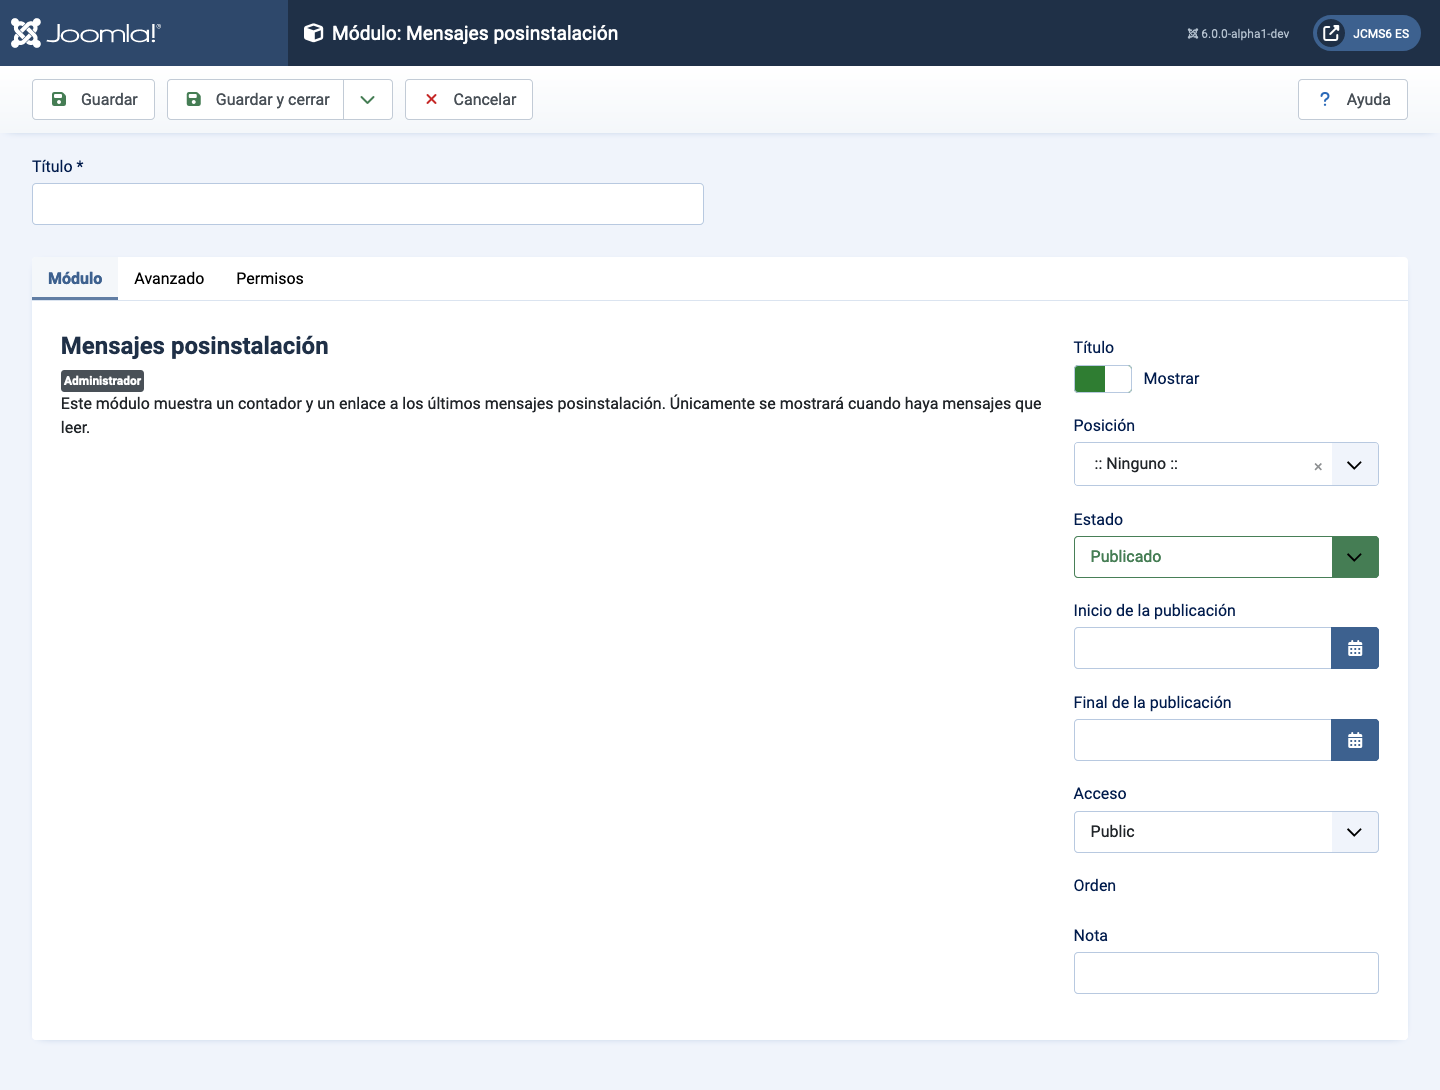 Joomla!®
Módulo: Mensajes posinstalación
6.0.0-alpha1-dev
JCMS6 ES
Guardar
Guardar y cerrar
Cancelar
Ayuda
Título *
Módulo
Avanzado
Permisos
Mensajes posinstalación
Administrador
Este módulo muestra un contador y un enlace a los últimos mensajes posinstalación. Únicamente se mostrará cuando haya mensajes que
leer.
Título
Mostrar
Posición
:: Ninguno ::
Estado
Publicado
Inicio de la publicación
Final de la publicación
Acceso
Public
Orden
Nota